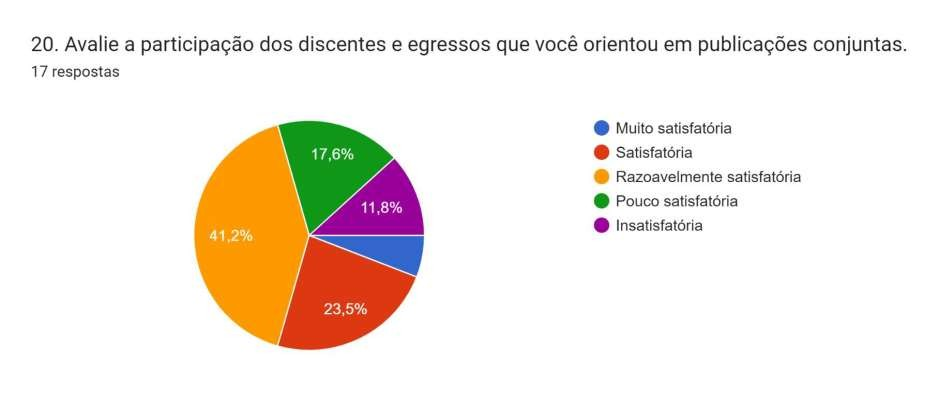 20. Avalie a participação dos discentes e egressos que você orientou em publicações conjuntas.
17 respostas
17,6%
11,8%
41,2%
23,5%
Muito satisfatória
Satisfatória
Razoavelmente satisfatória
Pouco satisfatória
Insatisfatória